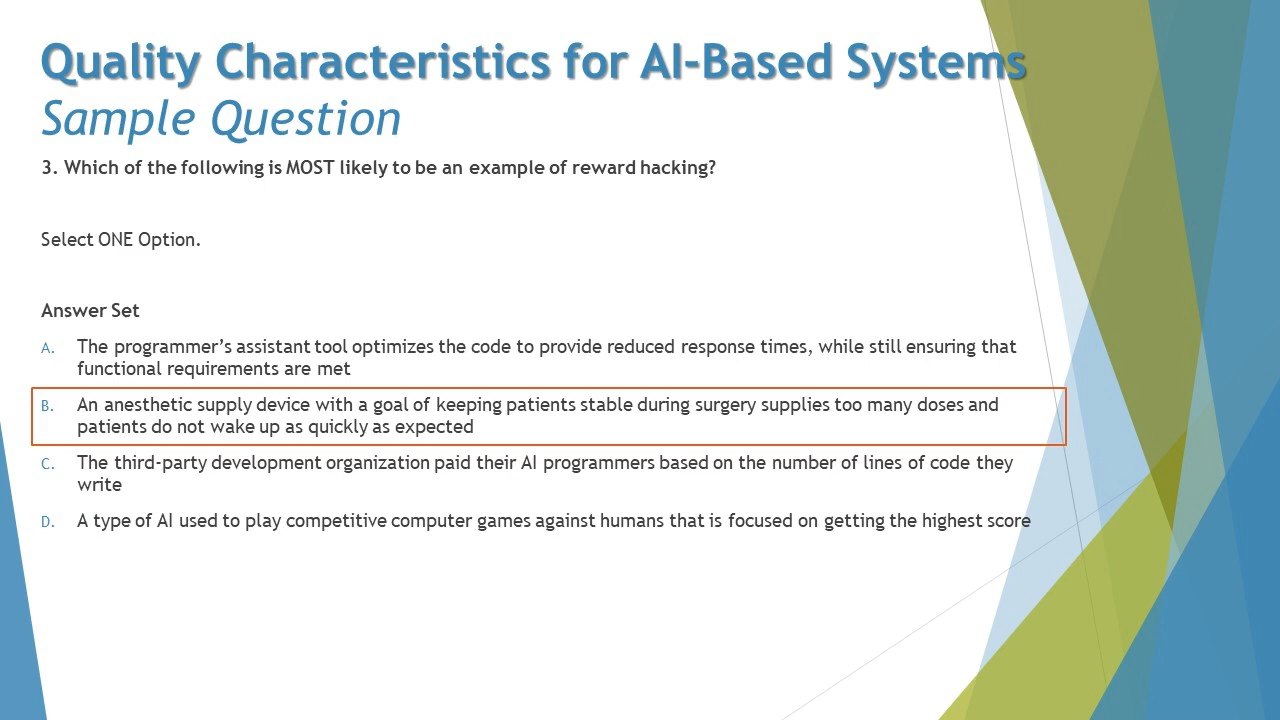 Quality Characteristics for AI-Based Systems
Sample Question
3. Which of the following is MOST likely to be an example of reward hacking?
Select ONE Option.
Answer Set
A. The programmer’s assistant tool optimizes the code to provide reduced response times, while still ensuring that
functional requirements are met
B. An anesthetic supply device with a goal of keeping patients stable during surgery supplies too many doses and
patients do not wake up as quickly as expected
C. The third-party development organization paid their AI programmers based on the number of lines of code they
write
D. A type of AI used to play competitive computer games against humans that is focused on getting the highest score